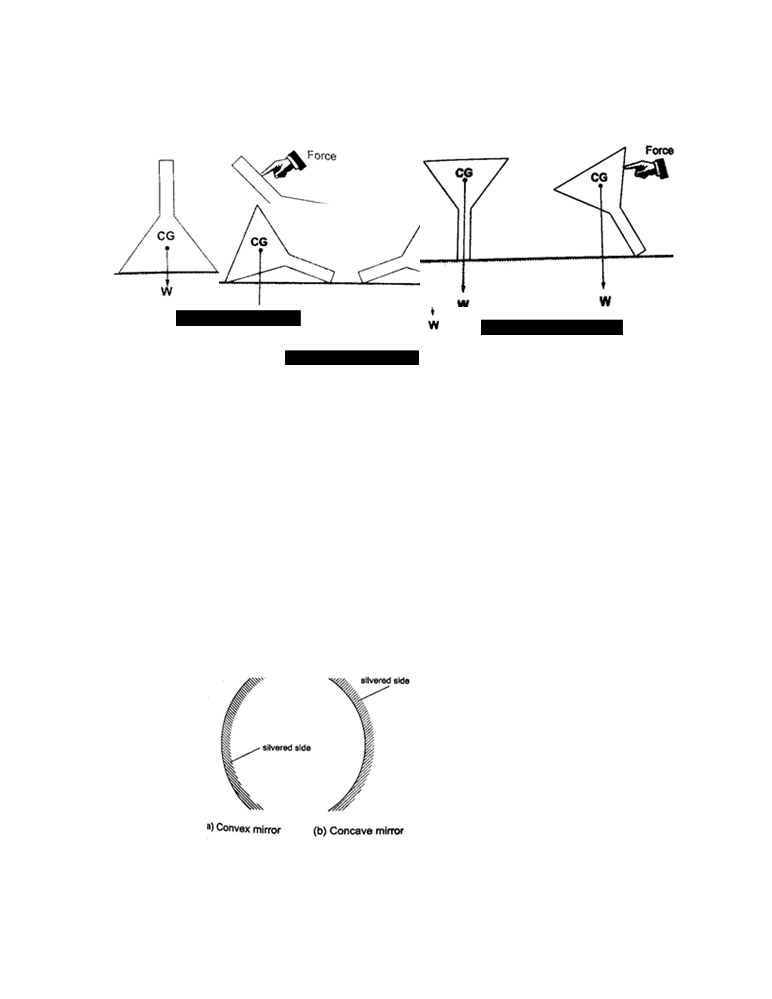 Force
CG
W
CG
CG
W
Force
CG
W
W
silvered side
silvered side
a) Convex mirror
(b) Concave mirror